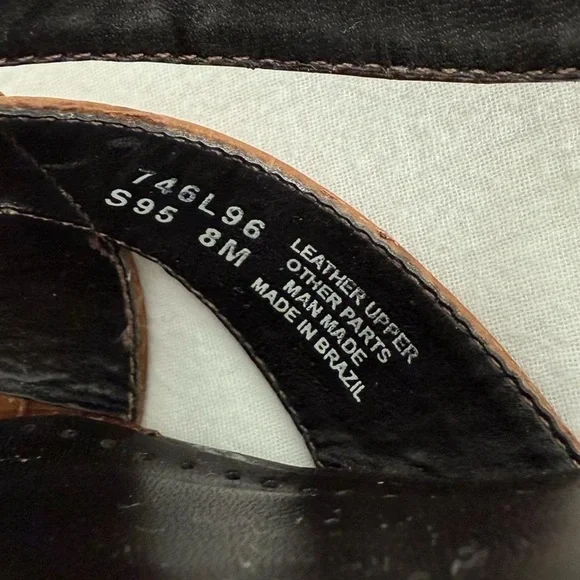 746L96
S95 8M
LEATHER UPPER
OTHER PARTS
MAN MADE
MADE IN BRAZIL